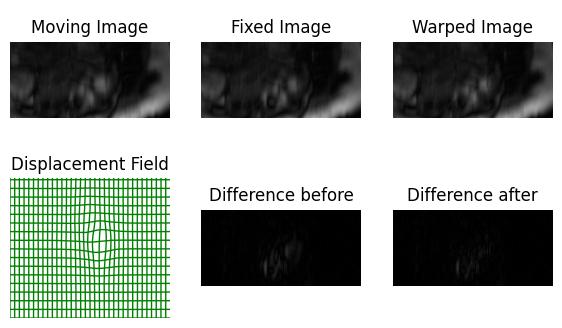 Moving Image
Fixed Image
Warped Image
Displacement Field
Difference before
Difference after